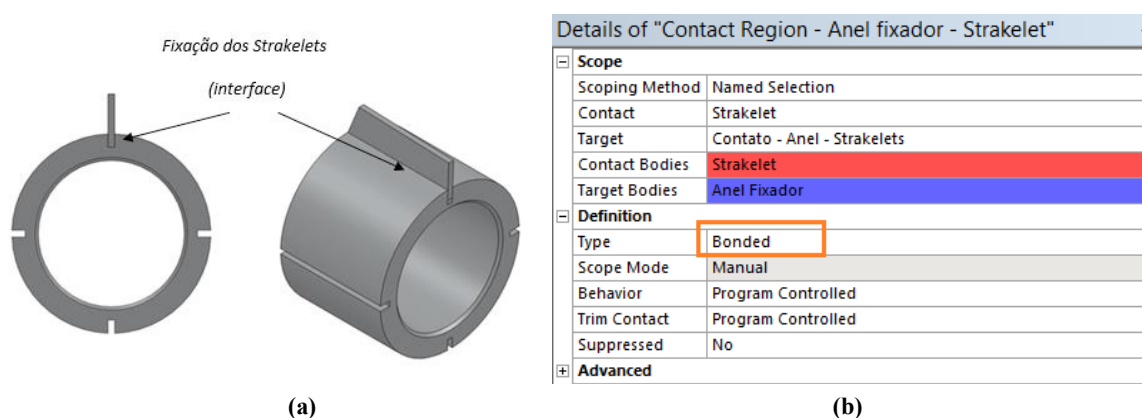 Fixação dos Strakelets
(interface)
(a)
Details of "Contact Region - Anel fixador - Strakelet"
Scope
Scoping Method Named Selection
Contact Strakelet
Target Contato - Anel - Strakelets
Contact Bodies Strakelet
Target Bodies Anel Fixador
Definition
Type Bonded
Scope Mode Manual
Behavior Program Controlled
Trim Contact Program Controlled
Suppressed No
Advanced
(b)